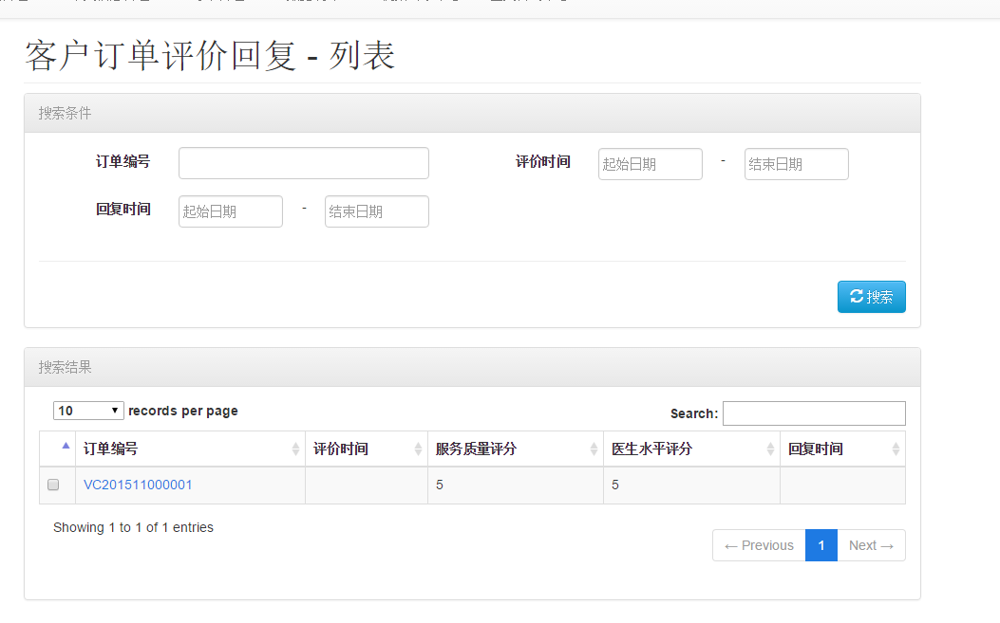 客户订单评价回复 - 列表
搜索条件
订单编号 评价时间 起始日期 - 结束日期
回复时间 起始日期 - 结束日期
搜索
搜索结果
10 records per page Search:
订单编号 评价时间 服务质量评分 医生水平评分 回复时间
VC201511000001 5 5
Showing 1 to 1 of 1 entries
← Previous 1 Next →